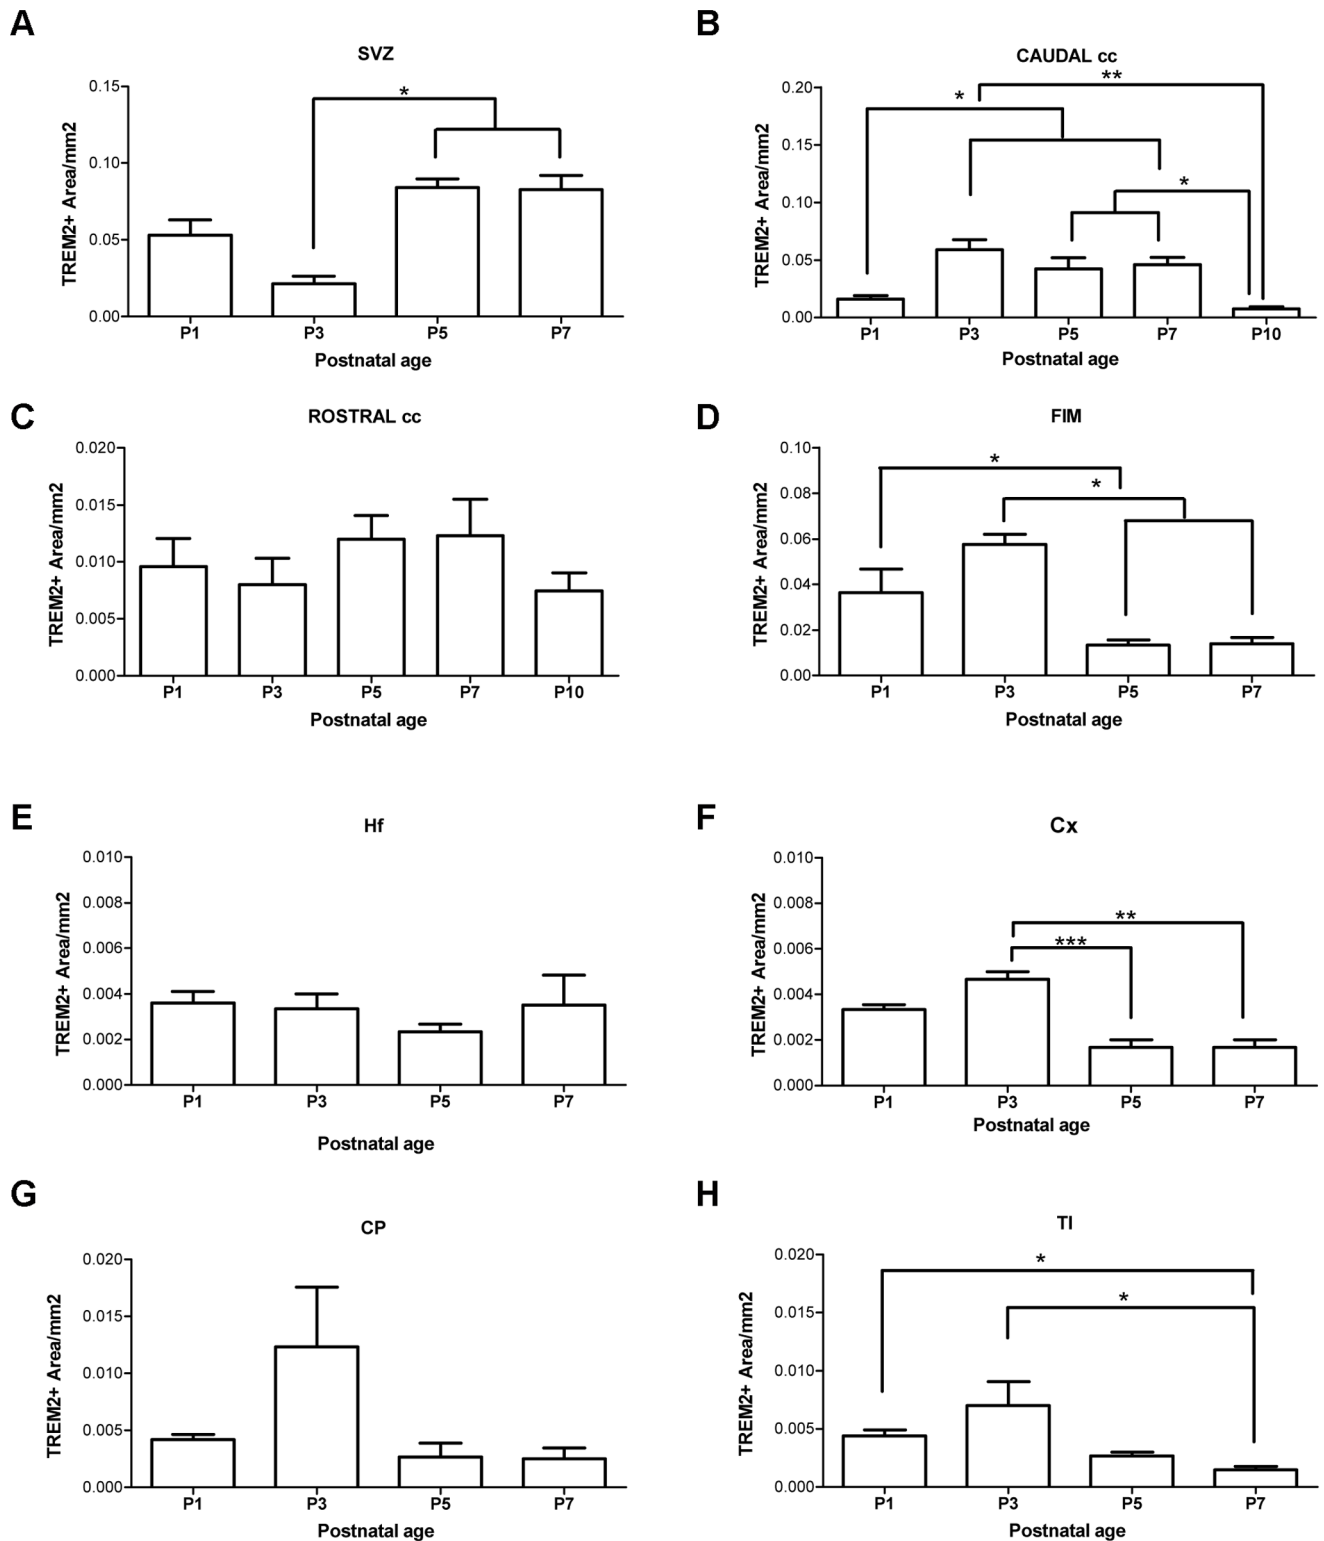 A
SVZ
TREM2+ Area/mm2
0.15
0.10
0.05
0.00
*
P1 P3 P5 P7
Postnatal age
B
CAUDAL cc
TREM2+ Area/mm2
0.20
0.15
0.10
0.05
0.00
**
*
*
P1 P3 P5 P7 P10
Postnatal age
C
ROSTRAL cc
TREM2+ Area/mm2
0.020
0.015
0.010
0.005
0.000
P1 P3 P5 P7 P10
Postnatal age
D
FIM
TREM2+ Area/mm2
0.10
0.08
0.06
0.04
0.02
0.00
*
*
P1 P3 P5 P7
Postnatal age
E
Hf
TREM2+ Area/mm2
0.010
0.008
0.006
0.004
0.002
0.000
P1 P3 P5 P7
Postnatal age
F
Cx
TREM2+ Area/mm2
0.010
0.008
0.006
0.004
0.002
0.000
**
***
P1 P3 P5 P7
Postnatal age
G
CP
TREM2+ Area/mm2
0.020
0.015
0.010
0.005
0.000
P1 P3 P5 P7
Postnatal age
H
TI
TREM2+ Area/mm2
0.020
0.015
0.010
0.005
0.000
*
*
P1 P3 P5 P7
Postnatal age